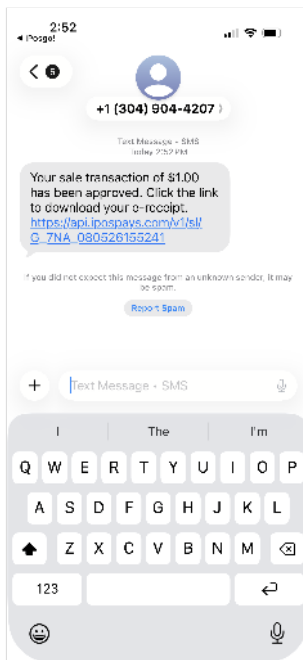 2:52
◀ iPosgo!
< 5
+1 (304) 904-4207 >
Text Message • SMS
Today 2:52 PM
Your sale transaction of $1.00
has been approved. Click the link
to download your e-receipt.
https://api.ipospays.com/v1/sl/
G_7NA_080526155241
If you did not expect this message from an unknown sender, it may
be spam.
Report Spam
+ Text Message • SMS
I The I'm
Q W E R T Y U I O P
A S D F G H J K L
Z X C V B N M
123